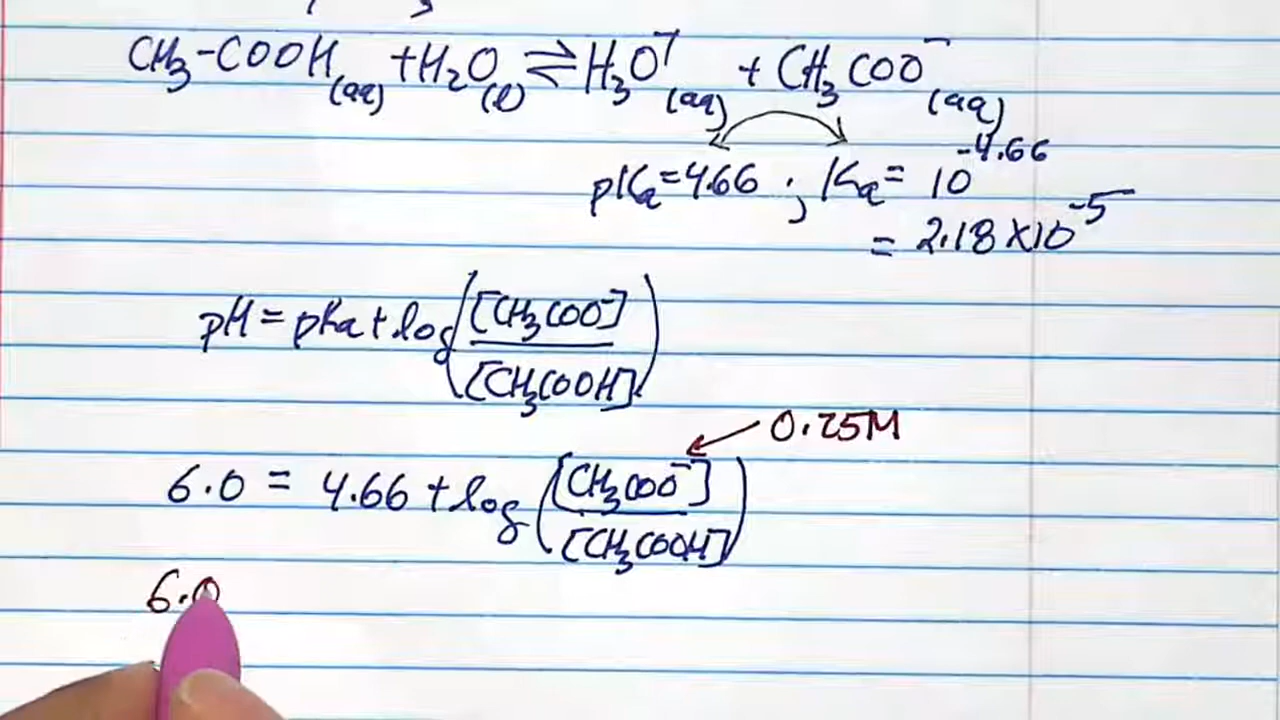 CH₃-COOH(aq) + H₂O(l) ⇌ H₃O⁺(aq) + CH₃COO⁻(aq)
pKa = 4.66 ; Ka = 10^-4.66
= 2.18 × 10^-5
pH = pKa + log([CH₃COO⁻]/[CH₃COOH])
0.25M
6.0 = 4.66 + log([CH₃COO⁻]/[CH₃COOH])
6.0